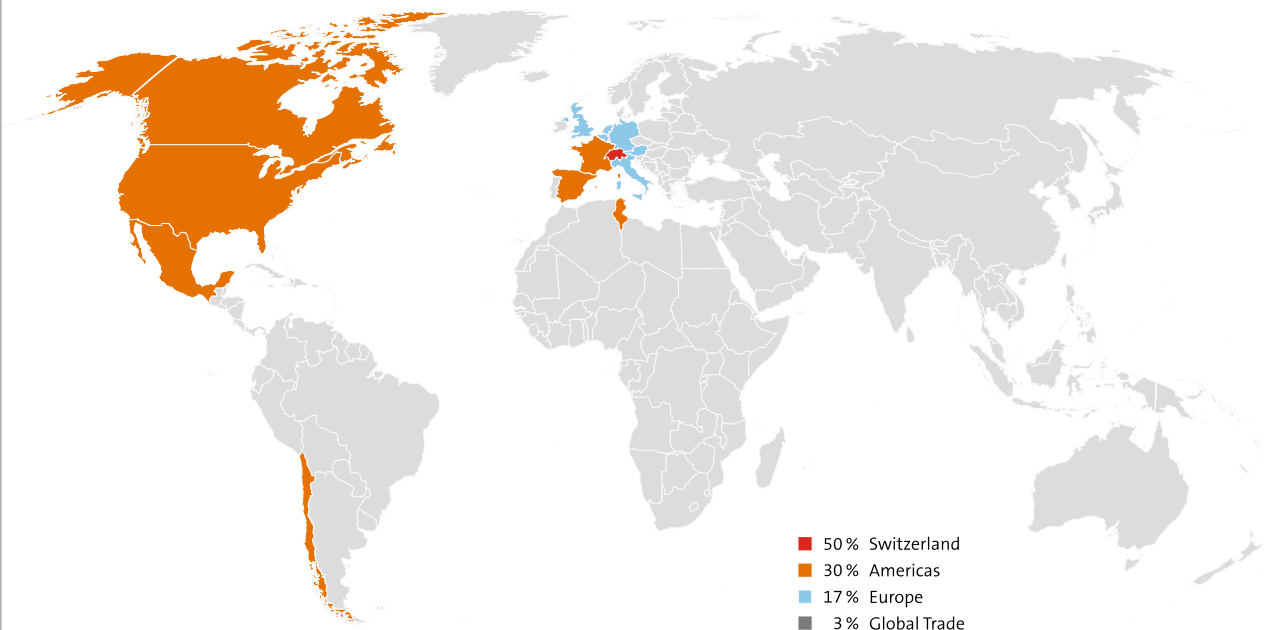 50 % Switzerland
30 % Americas
17 % Europe
3 % Global Trade